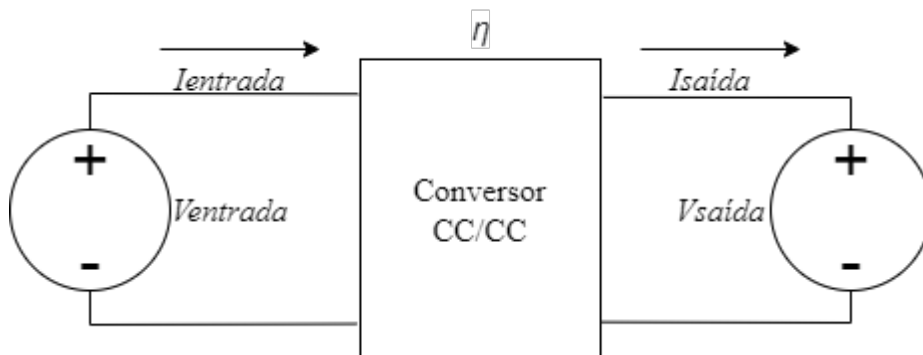 η
Ientrada
Isaída
+
+
Ventrada
Conversor
CC/CC
Vsaída
-
-